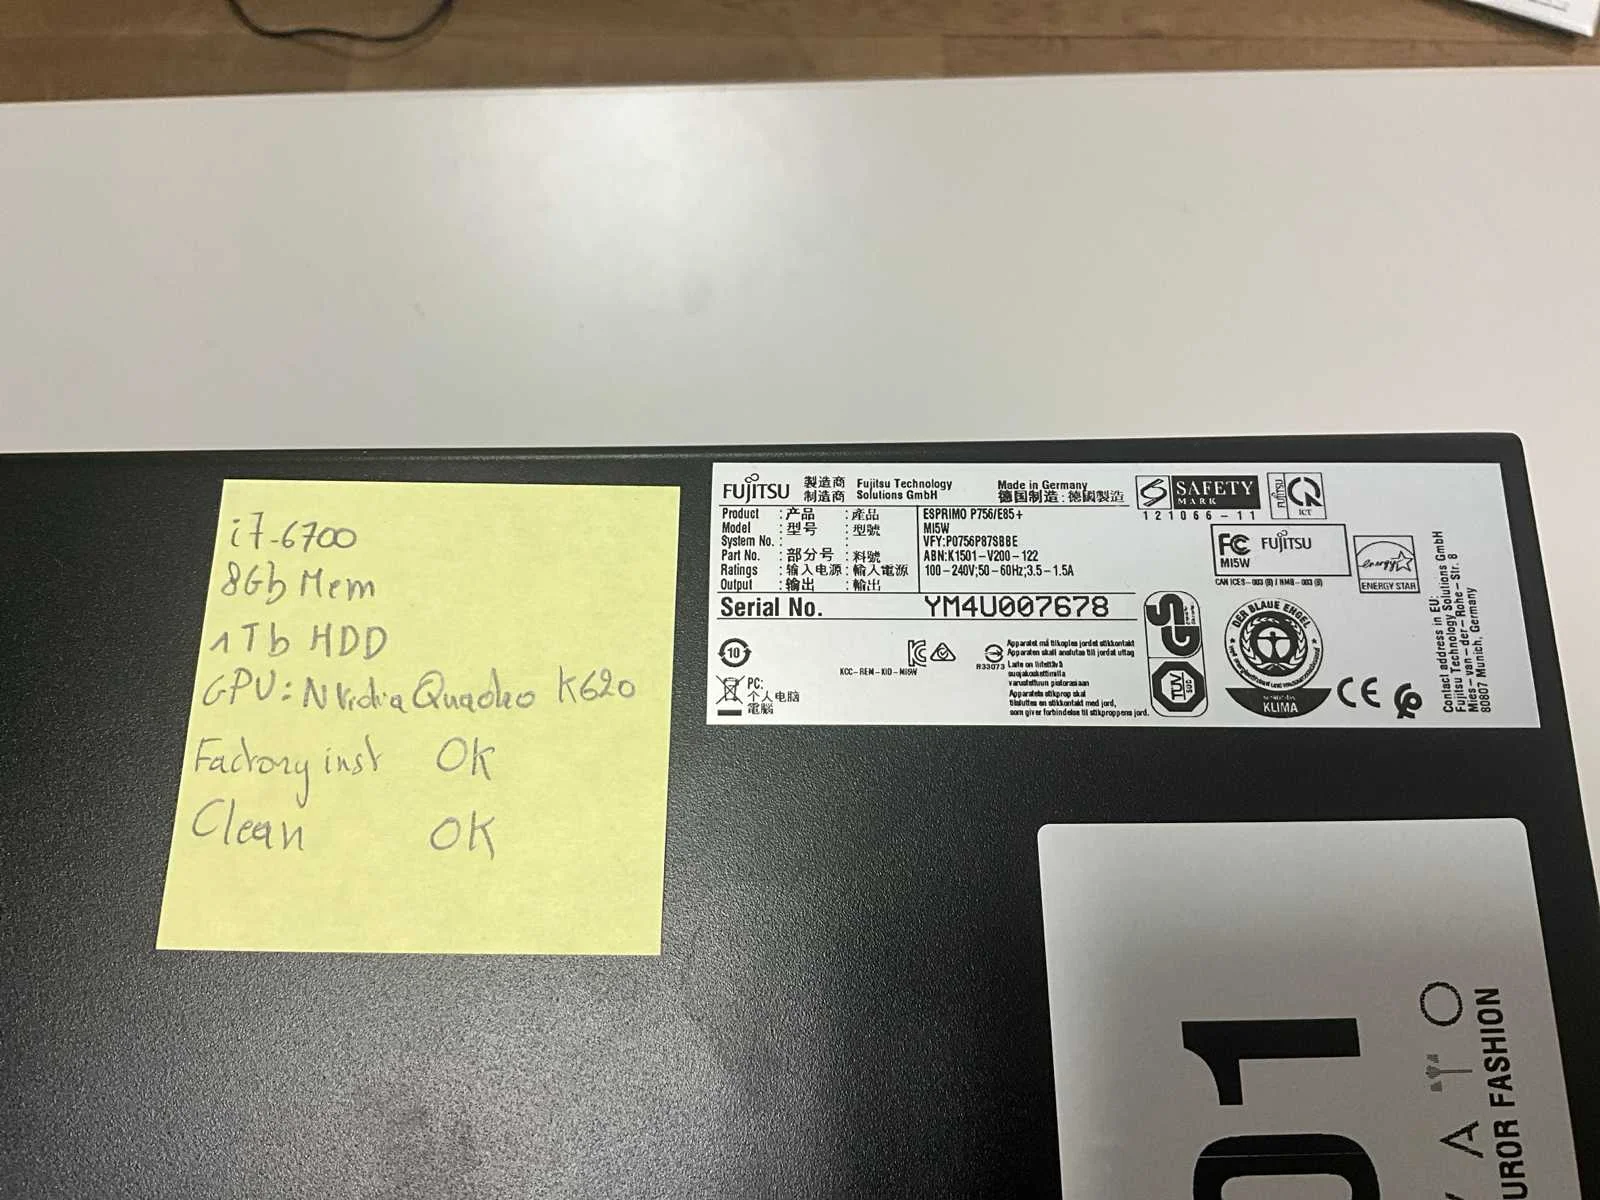 i7-6700
8Gb Mem
1Tb HDD
GPU: NVidia Quadro K620
Factory inst OK
Clean OK
FUJITSU 製造商 制造商 Fujitsu Technology Solutions GmbH
Made in Germany
德国制造:德國製造
Product :产品 :產品 ESPRIMO P756/E85+
Model :型号 :型號 MI5W
System No. : VFY:P0756P87SBBE
Part No. :部分号 :料號 ABN:K1501-V200-122
Ratings :输入电源:輸入電源 100-240V;50-60Hz;3.5-1.5A
Output :输出 :輸出
Serial No. YM4U007678
SAFETY
MARK
121066-11
FUJITSU
ICT
FC FUJITSU
MI5W
CAN ICES-003 (B) / NMB-003 (B)
energy
ENERGY STAR
10
KCC-REM-KIO-MI5W
R33073
Apparatet må tilkoples jordet stikkontakt
Apparaten skall anslutas till jordat uttag
Laite on liitettävä
suojakoskettimilla
varustettuun pistorasiaan
Apparatets stikprop skal
tilsluttes en stikkontakt med jord,
som giver forbindelse til stikproppens jord.
PC:
个人电脑
電腦
GS
TUV
SUD
DER BLAUE ENGEL
KLIMA
CE
Contact address in EU:
Fujitsu Technology Solutions GmbH
Mies-van-der-Rohe-Str. 8
80807 Munich, Germany
01
YAYO
UROR FASHION